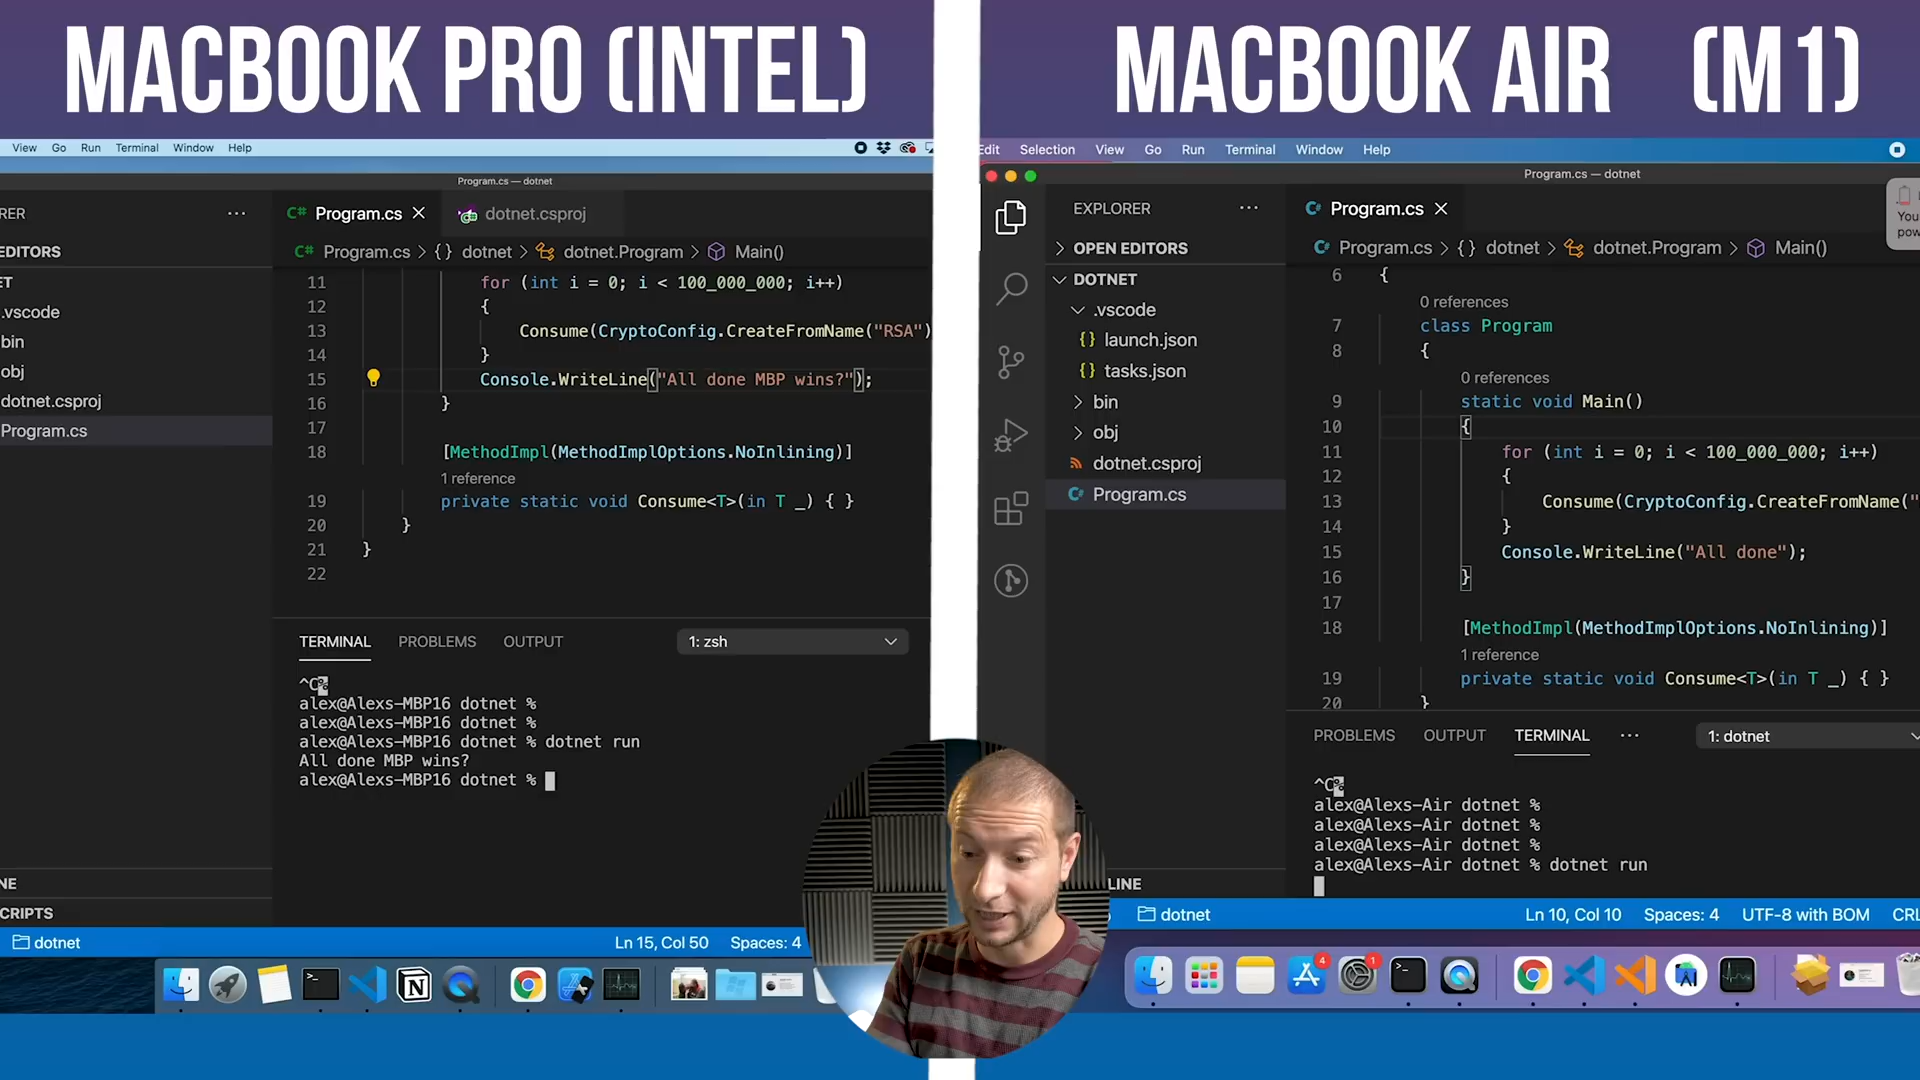 MACBOOK PRO (INTEL)
View Go Run Terminal Window Help
Program.cs — dotnet
RER
EDITORS
ET
.vscode
bin
obj
dotnet.csproj
Program.cs
NE
CRIPTS
C# Program.cs
dotnet.csproj
C# Program.cs > {} dotnet > dotnet.Program > Main()
11 for (int i = 0; i < 100_000_000; i++)
12 {
13 Consume(CryptoConfig.CreateFromName("RSA")
14 }
15 Console.WriteLine("All done MBP wins?");
16 }
17
18 [MethodImpl(MethodImplOptions.NoInlining)]
1 reference
19 private static void Consume<T>(in T _) { }
20 }
21 }
22
TERMINAL PROBLEMS OUTPUT 1: zsh
^C%
alex@Alexs-MBP16 dotnet %
alex@Alexs-MBP16 dotnet %
alex@Alexs-MBP16 dotnet % dotnet run
All done MBP wins?
alex@Alexs-MBP16 dotnet %
dotnet Ln 15, Col 50 Spaces: 4
MACBOOK AIR (M1)
Edit Selection View Go Run Terminal Window Help
Program.cs — dotnet
You
pow
EXPLORER
OPEN EDITORS
DOTNET
.vscode
{} launch.json
{} tasks.json
bin
obj
dotnet.csproj
Program.cs
LINE
Program.cs
Program.cs > {} dotnet > dotnet.Program > Main()
6 {
0 references
7 class Program
8 {
0 references
9 static void Main()
10 {
11 for (int i = 0; i < 100_000_000; i++)
12 {
13 Consume(CryptoConfig.CreateFromName("
14 }
15 Console.WriteLine("All done");
16 }
17
18 [MethodImpl(MethodImplOptions.NoInlining)]
1 reference
19 private static void Consume<T>(in T _) { }
20 }
PROBLEMS OUTPUT TERMINAL 1: dotnet
^C%
alex@Alexs-Air dotnet %
alex@Alexs-Air dotnet %
alex@Alexs-Air dotnet %
alex@Alexs-Air dotnet % dotnet run
dotnet Ln 10, Col 10 Spaces: 4 UTF-8 with BOM CRL
4
1